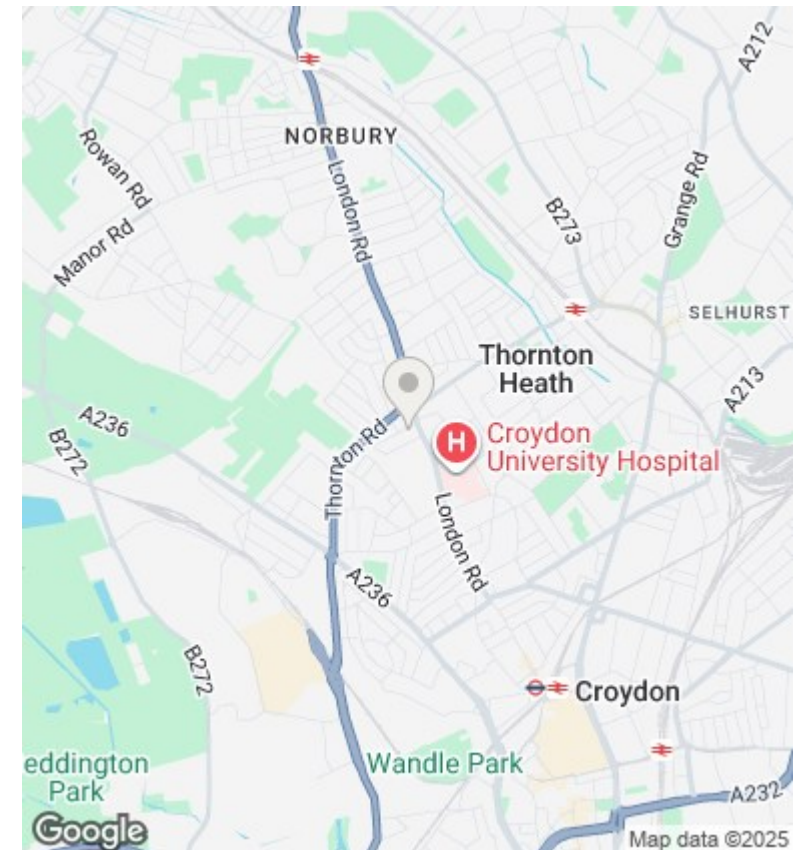 A212
NORBURY
Rowan Rd
London Rd
B273
Grange Rd
Manor Rd
SELHURST
Thornton
Heath
A213
A236
B272
Thornton Rd
H
Croydon
University Hospital
London Rd
A236
B272
Croydon
eddington
Park
Wandle Park
A232
Google
Map data ©2025